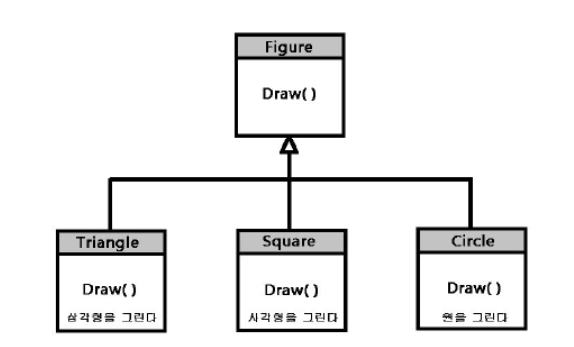 Figure
Draw( )
Triangle
Draw( )
삼각형을 그린다
Square
Draw( )
사각형을 그린다
Circle
Draw( )
원을 그린다